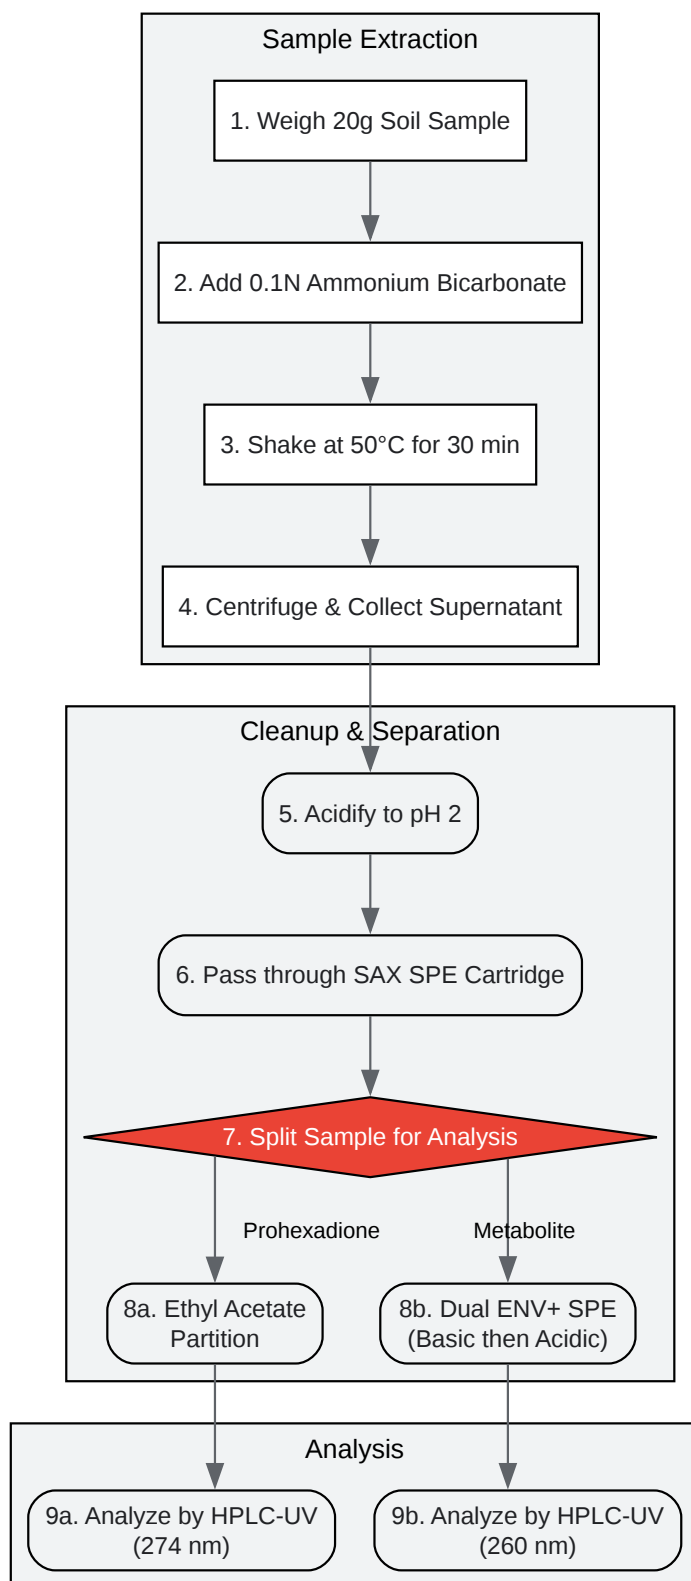 Sample Extraction
1. Weigh 20g Soil Sample
2. Add 0.1N Ammonium Bicarbonate
3. Shake at 50°C for 30 min
4. Centrifuge & Collect Supernatant
Cleanup & Separation
5. Acidify to pH 2
6. Pass through SAX SPE Cartridge
7. Split Sample for Analysis
Prohexadione
Metabolite
8a. Ethyl Acetate
Partition
8b. Dual ENV+ SPE
(Basic then Acidic)
Analysis
9a. Analyze by HPLC-UV
(274 nm)
9b. Analyze by HPLC-UV
(260 nm)